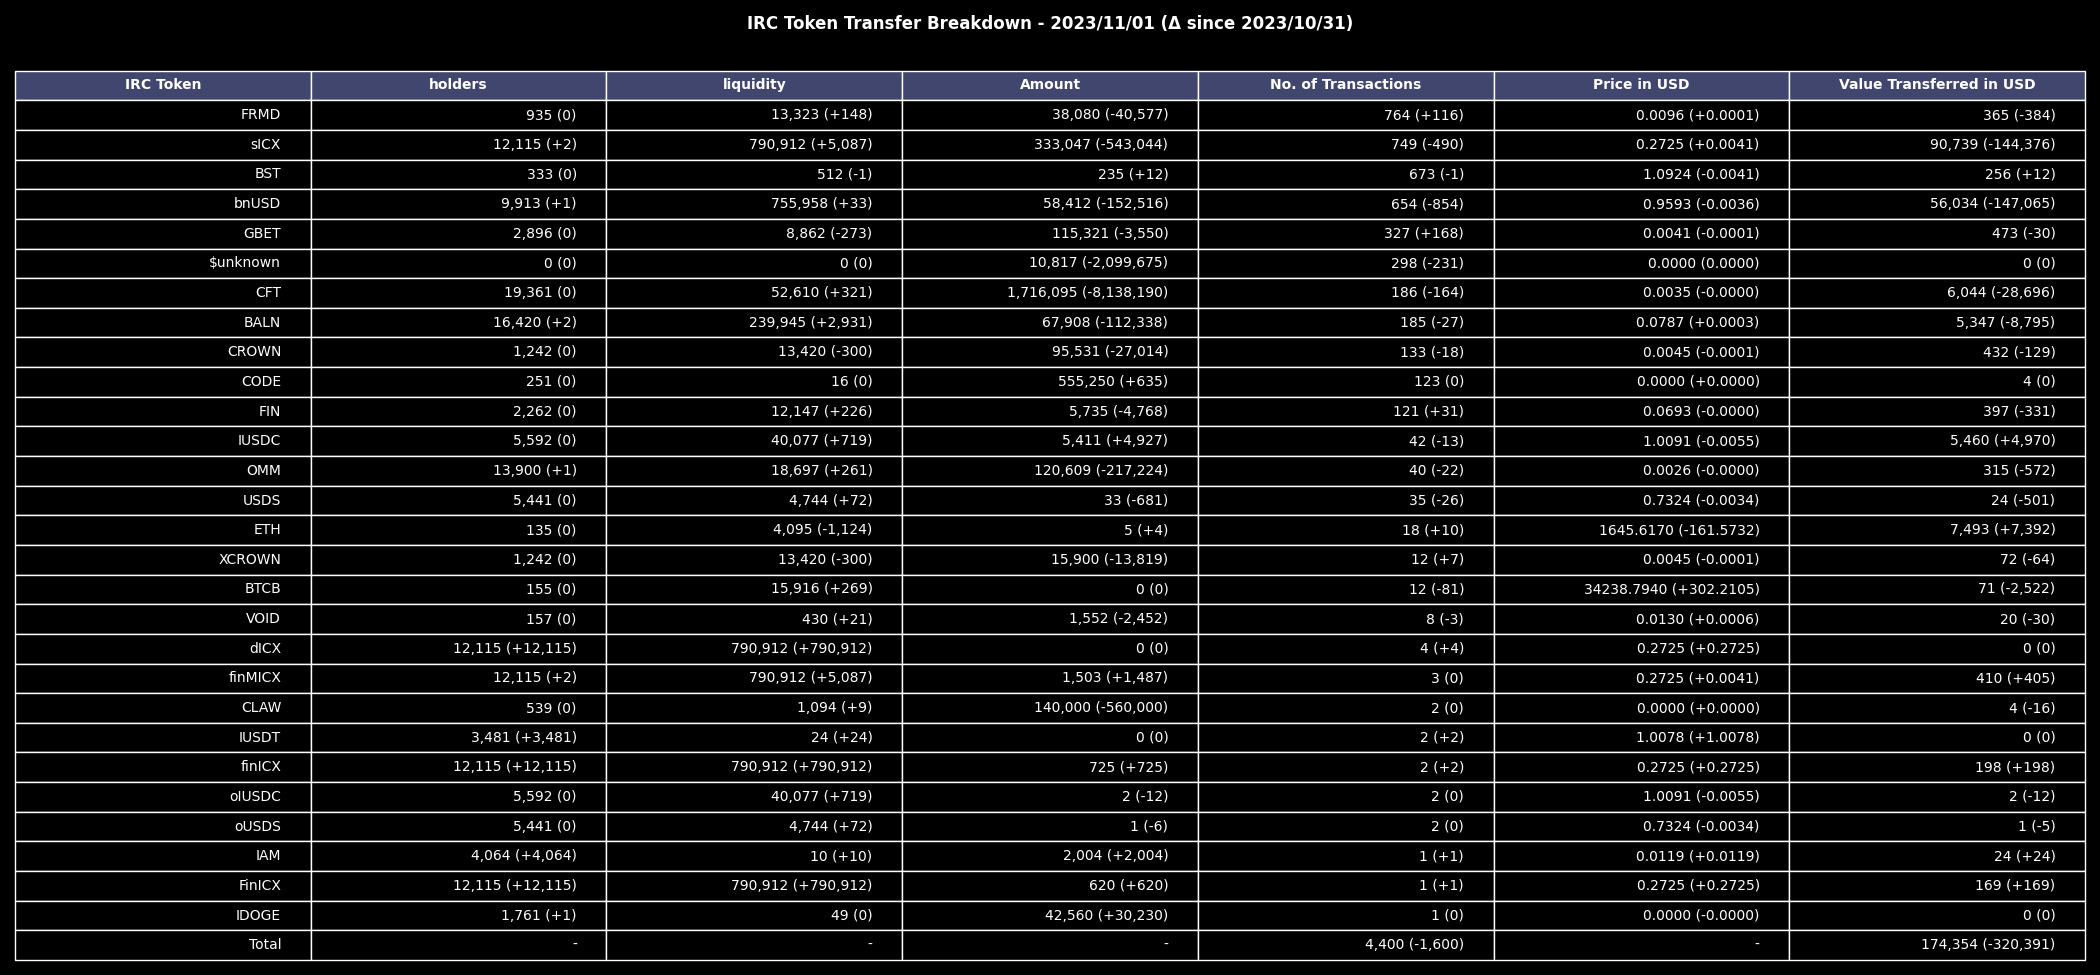 IRC Token Transfer Breakdown - 2023/11/01 (Δ since 2023/10/31)
IRC Token holders liquidity Amount No. of Transactions Price in USD Value Transferred in USD
FRMD 935 (0) 13,323 (+148) 38,080 (-40,577) 764 (+116) 0.0096 (+0.0001) 365 (-384)
sICX 12,115 (+2) 790,912 (+5,087) 333,047 (-543,044) 749 (-490) 0.2725 (+0.0041) 90,739 (-144,376)
BST 333 (0) 512 (-1) 235 (+12) 673 (-1) 1.0924 (-0.0041) 256 (+12)
bnUSD 9,913 (+1) 755,958 (+33) 58,412 (-152,516) 654 (-854) 0.9593 (-0.0036) 56,034 (-147,065)
GBET 2,896 (0) 8,862 (-273) 115,321 (-3,550) 327 (+168) 0.0041 (-0.0001) 473 (-30)
$unknown 0 (0) 0 (0) 10,817 (-2,099,675) 298 (-231) 0.0000 (0.0000) 0 (0)
CFT 19,361 (0) 52,610 (+321) 1,716,095 (-8,138,190) 186 (-164) 0.0035 (-0.0000) 6,044 (-28,696)
BALN 16,420 (+2) 239,945 (+2,931) 67,908 (-112,338) 185 (-27) 0.0787 (+0.0003) 5,347 (-8,795)
CROWN 1,242 (0) 13,420 (-300) 95,531 (-27,014) 133 (-18) 0.0045 (-0.0001) 432 (-129)
CODE 251 (0) 16 (0) 555,250 (+635) 123 (0) 0.0000 (+0.0000) 4 (0)
FIN 2,262 (0) 12,147 (+226) 5,735 (-4,768) 121 (+31) 0.0693 (-0.0000) 397 (-331)
IUSDC 5,592 (0) 40,077 (+719) 5,411 (+4,927) 42 (-13) 1.0091 (-0.0055) 5,460 (+4,970)
OMM 13,900 (+1) 18,697 (+261) 120,609 (-217,224) 40 (-22) 0.0026 (-0.0000) 315 (-572)
USDS 5,441 (0) 4,744 (+72) 33 (-681) 35 (-26) 0.7324 (-0.0034) 24 (-501)
ETH 135 (0) 4,095 (-1,124) 5 (+4) 18 (+10) 1645.6170 (-161.5732) 7,493 (+7,392)
XCROWN 1,242 (0) 13,420 (-300) 15,900 (-13,819) 12 (+7) 0.0045 (-0.0001) 72 (-64)
BTCB 155 (0) 15,916 (+269) 0 (0) 12 (-81) 34238.7940 (+302.2105) 71 (-2,522)
VOID 157 (0) 430 (+21) 1,552 (-2,452) 8 (-3) 0.0130 (+0.0006) 20 (-30)
dICX 12,115 (+12,115) 790,912 (+790,912) 0 (0) 4 (+4) 0.2725 (+0.2725) 0 (0)
finMICX 12,115 (+2) 790,912 (+5,087) 1,503 (+1,487) 3 (0) 0.2725 (+0.0041) 410 (+405)
CLAW 539 (0) 1,094 (+9) 140,000 (-560,000) 2 (0) 0.0000 (+0.0000) 4 (-16)
IUSDT 3,481 (+3,481) 24 (+24) 0 (0) 2 (+2) 1.0078 (+1.0078) 0 (0)
finICX 12,115 (+12,115) 790,912 (+790,912) 725 (+725) 2 (+2) 0.2725 (+0.2725) 198 (+198)
oIUSDC 5,592 (0) 40,077 (+719) 2 (-12) 2 (0) 1.0091 (-0.0055) 2 (-12)
oUSDS 5,441 (0) 4,744 (+72) 1 (-6) 2 (0) 0.7324 (-0.0034) 1 (-5)
IAM 4,064 (+4,064) 10 (+10) 2,004 (+2,004) 1 (+1) 0.0119 (+0.0119) 24 (+24)
FinICX 12,115 (+12,115) 790,912 (+790,912) 620 (+620) 1 (+1) 0.2725 (+0.2725) 169 (+169)
IDOGE 1,761 (+1) 49 (0) 42,560 (+30,230) 1 (0) 0.0000 (-0.0000) 0 (0)
Total - - - 4,400 (-1,600) - 174,354 (-320,391)